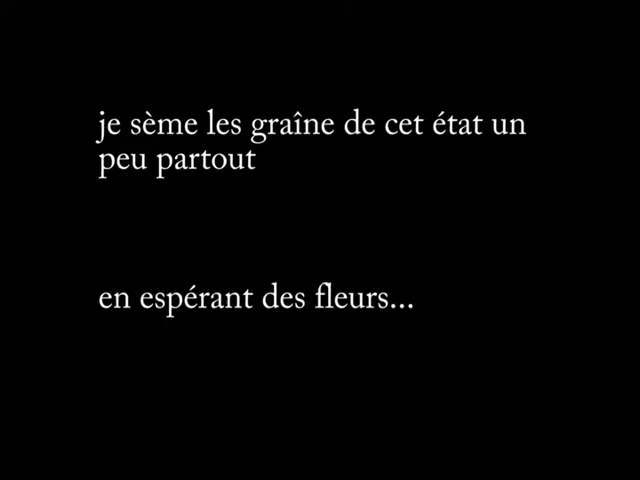 je sème les graîne de cet état un
peu partout
en espérant des fleurs...